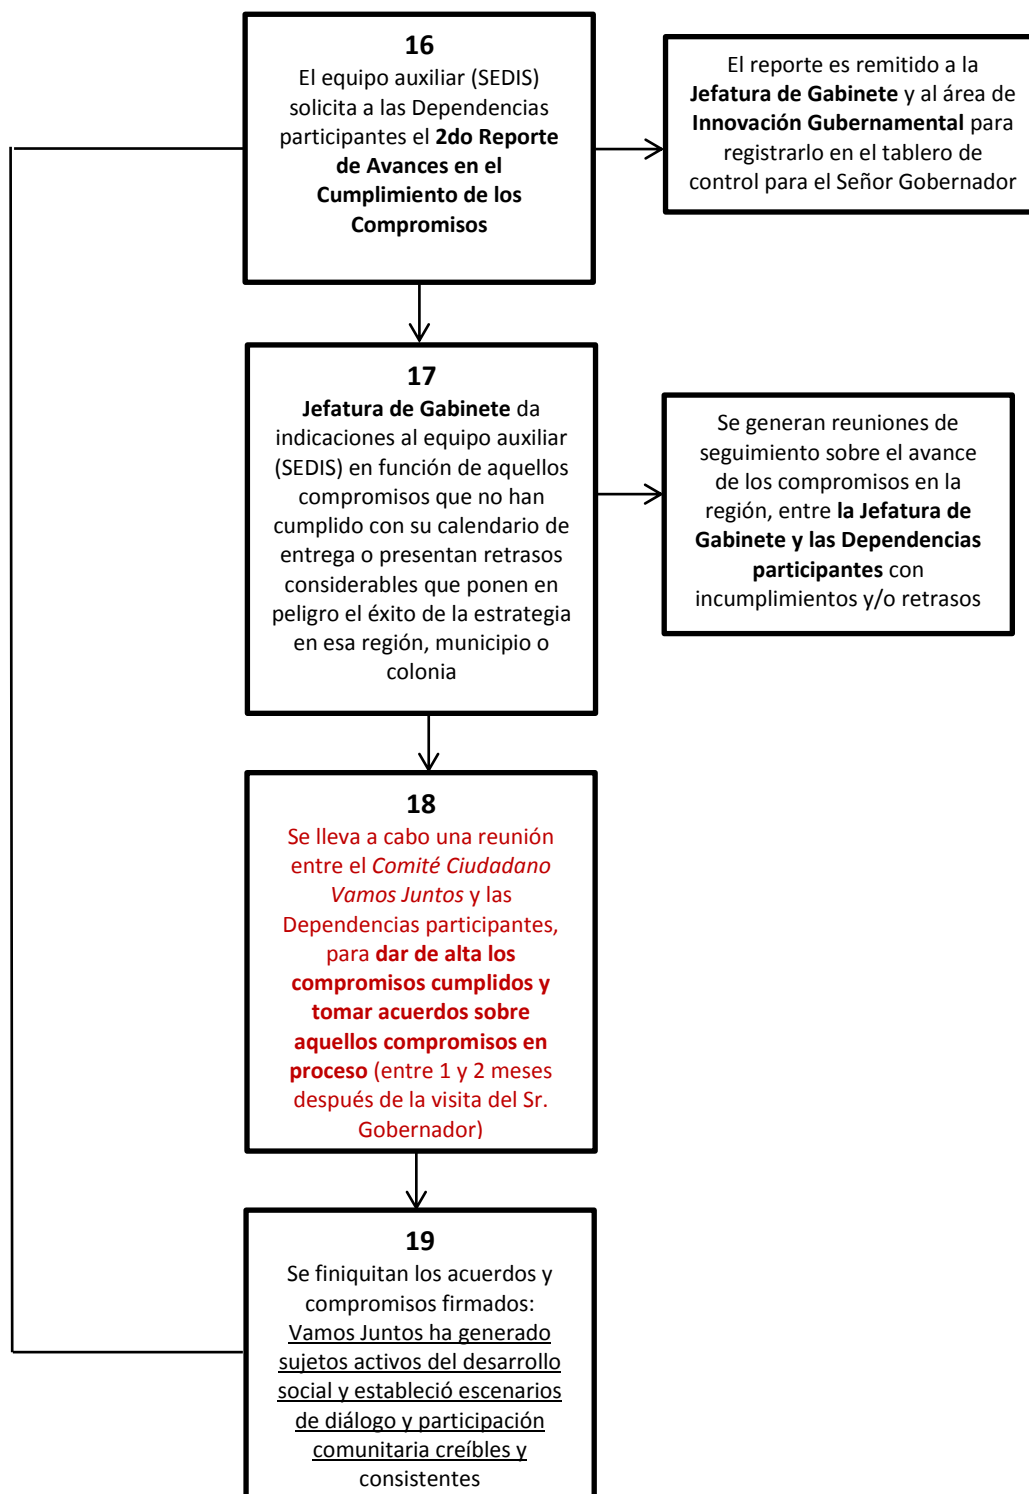 16
El equipo auxiliar (SEDIS)
solicita a las Dependencias
participantes el 2do Reporte
de Avances en el
Cumplimiento de los
Compromisos
El reporte es remitido a la
Jefatura de Gabinete y al área de
Innovación Gubernamental para
registrarlo en el tablero de
control para el Señor Gobernador
17
Jefatura de Gabinete da
indicaciones al equipo auxiliar
(SEDIS) en función de aquellos
compromisos que no han
cumplido con su calendario de
entrega o presentan retrasos
considerables que ponen en
peligro el éxito de la estrategia
en esa región, municipio o
colonia
Se generan reuniones de
seguimiento sobre el avance
de los compromisos en la
región, entre la Jefatura de
Gabinete y las Dependencias
participantes con
incumplimientos y/o retrasos
18
Se lleva a cabo una reunión
entre el Comité Ciudadano
Vamos Juntos y las
Dependencias participantes,
para dar de alta los
compromisos cumplidos y
tomar acuerdos sobre
aquellos compromisos en
proceso (entre 1 y 2 meses
después de la visita del Sr.
Gobernador)
19
Se finiquitan los acuerdos y
compromisos firmados:
Vamos Juntos ha generado
sujetos activos del desarrollo
social y estableció escenarios
de diálogo y participación
comunitaria creíbles y
consistentes